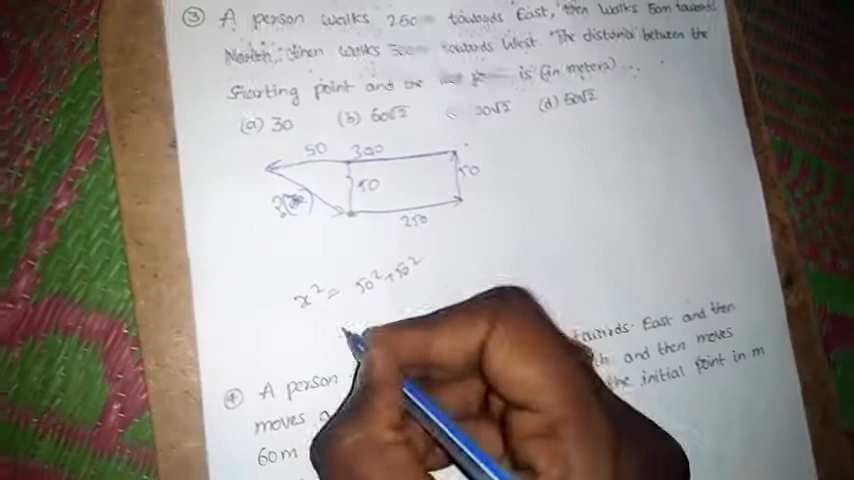 ③ A person walks 250 towards East, then walks 50m towards
North, then walks 300 towards West. The distance between the
Starting point and the is (in meters)...
(a) 30 (b) 60√2 30√2 (d) 50√2
50 300
50 50
250
x² = 50² + 50²
④ A person towards East and then
moves and then moves
60m the initial point in m